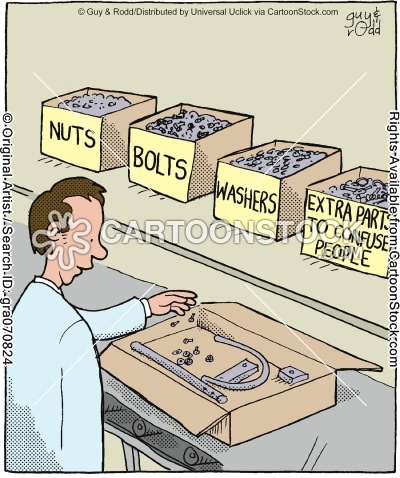 © Guy & Rodd/Distributed by Universal Uclick via CartoonStock.com
guy &
rodd
NUTS
BOLTS
WASHERS
EXTRA PARTS
TO CONFUSE
PEOPLE
CARTOONSTOCK
.com
© Original Artist / Search ID: gra070824
Rights Available from CartoonStock.com